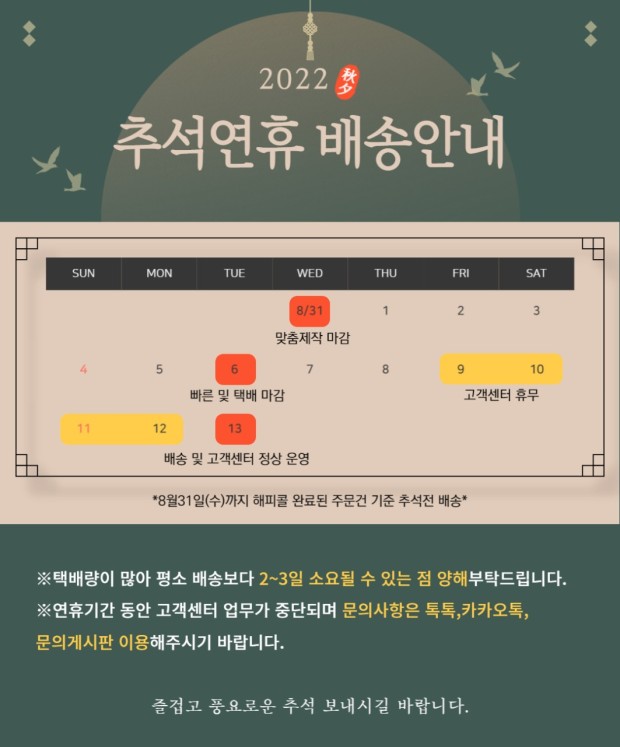 2022 秋夕
추석연휴 배송안내
SUN MON TUE WED THU FRI SAT
8/31 1 2 3
맞춤제작 마감
4 5 6 7 8 9 10
빠른 및 택배 마감 고객센터 휴무
11 12 13
배송 및 고객센터 정상 운영
*8월31일(수)까지 해피콜 완료된 주문건 기준 추석전 배송*
※택배량이 많아 평소 배송보다 2~3일 소요될 수 있는 점 양해부탁드립니다.
※연휴기간 동안 고객센터 업무가 중단되며 문의사항은 톡톡,카카오톡,
문의게시판 이용해주시기 바랍니다.
즐겁고 풍요로운 추석 보내시길 바랍니다.